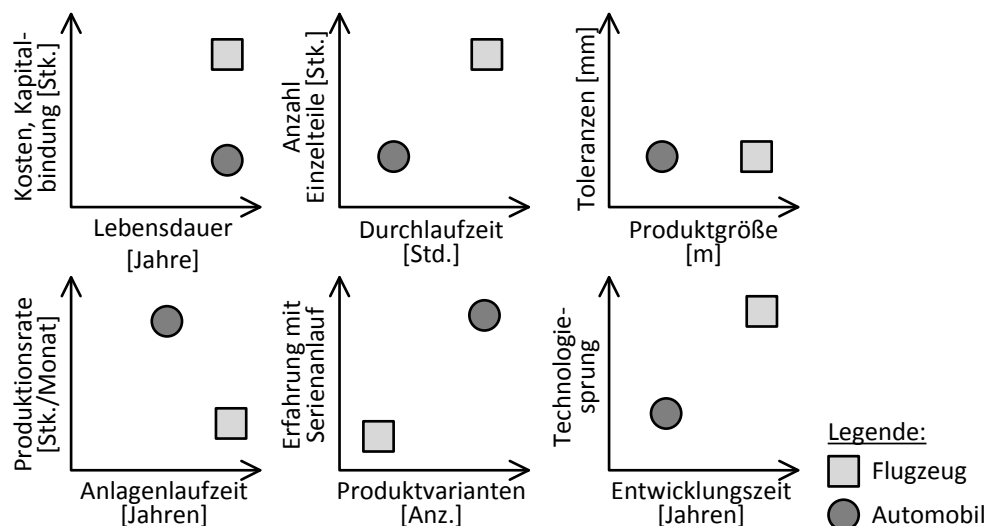 Kosten, Kapital-
bindung [Stk.]
Lebensdauer
[Jahre]
Anzahl
Einzelteile [Stk.]
Durchlaufzeit
[Std.]
Toleranzen [mm]
Produktgröße
[m]
Produktionsrate
[Stk./Monat]
Anlagenlaufzeit
[Jahren]
Erfahrung mit
Serienanlauf
Produktvarianten
[Anz.]
Technologie-
sprung
Entwicklungszeit
[Jahren]
Legende:
Flugzeug
Automobil